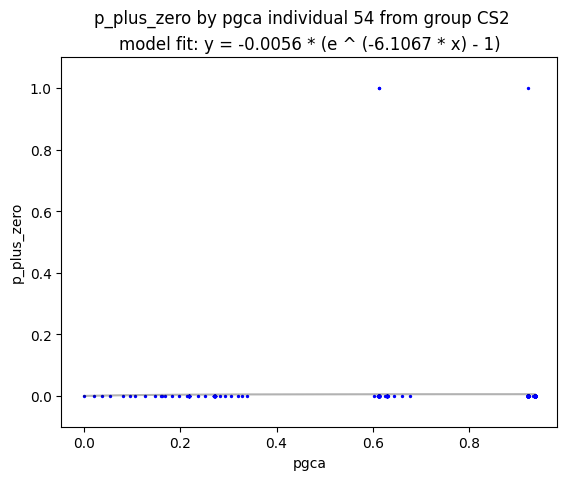 p_plus_zero by pgca individual 54 from group CS2
model fit: y = -0.0056 * (e ^ (-6.1067 * x) - 1)
1.0
0.8
0.6
0.4
0.2
0.0
p_plus_zero
0.0 0.2 0.4 0.6 0.8
pgca